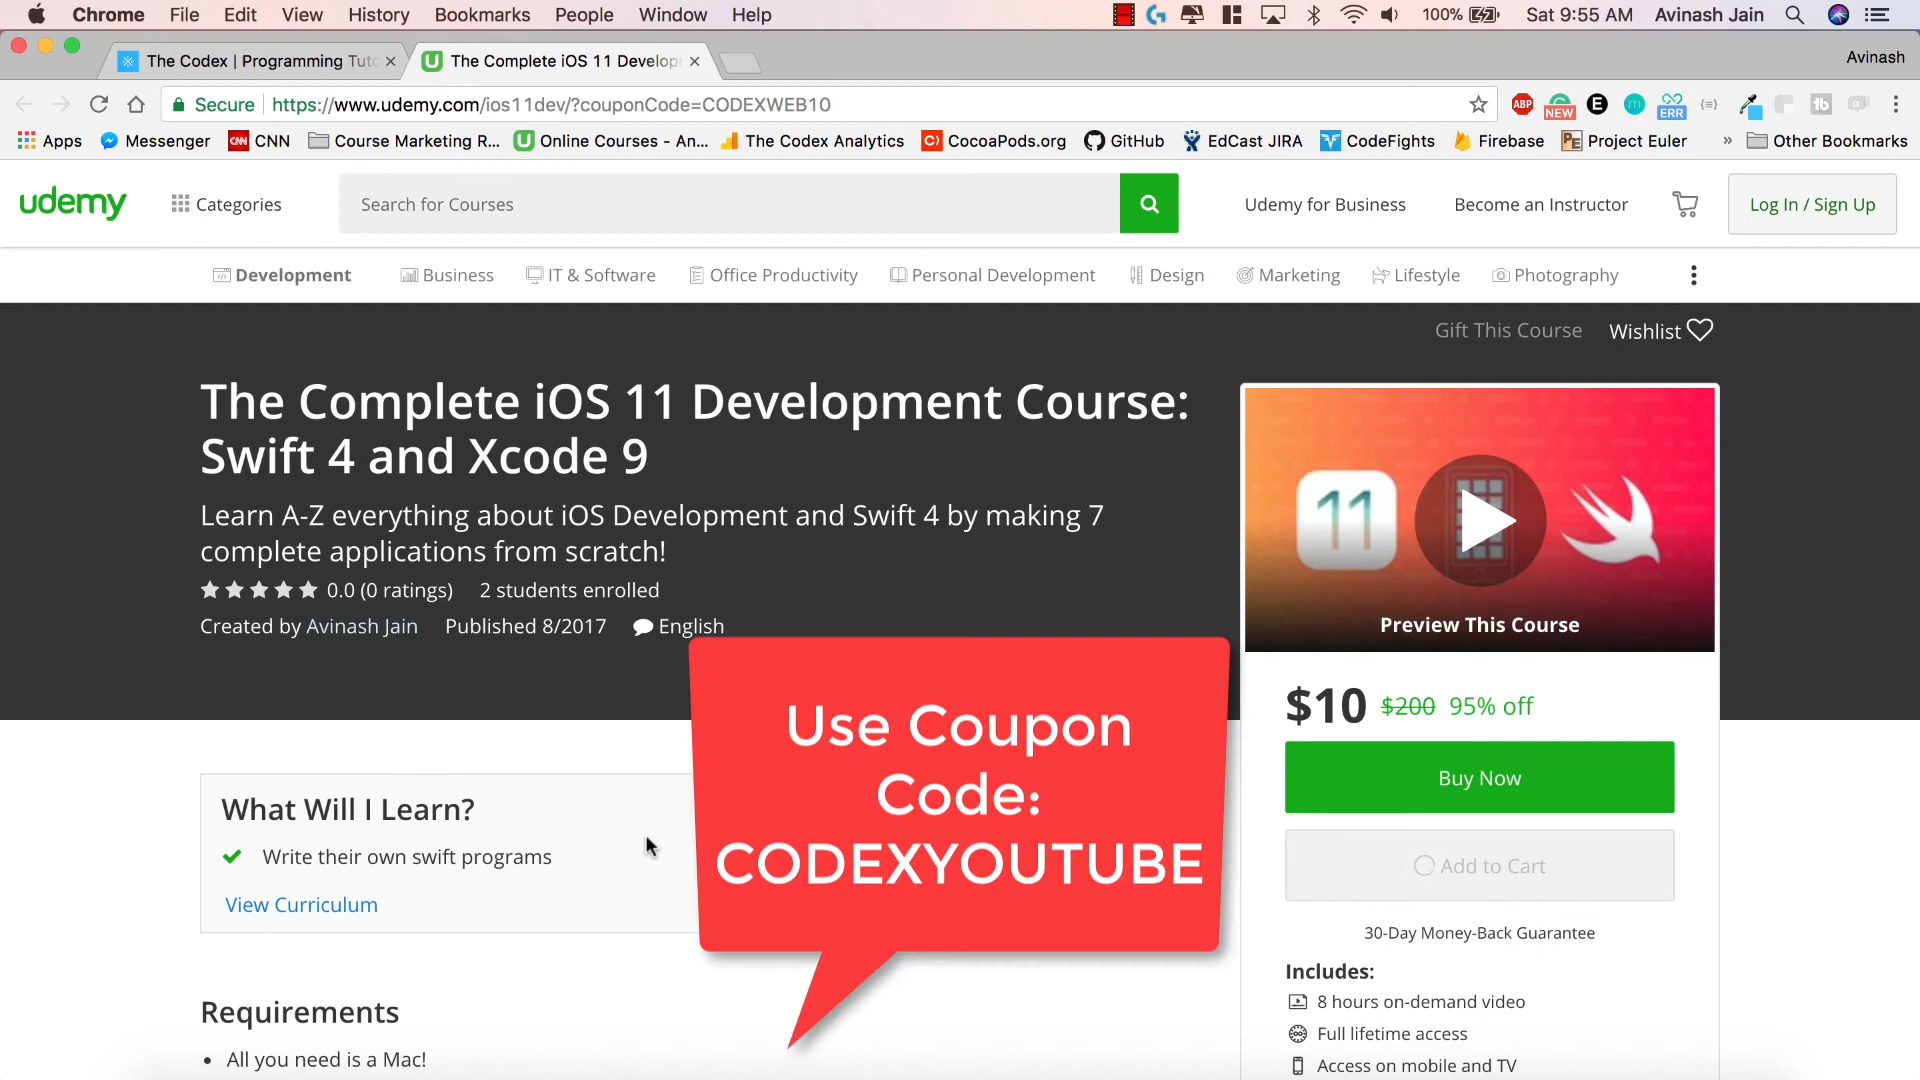 Chrome File Edit View History Bookmarks People Window Help 100% Sat 9:55 AM Avinash Jain
The Codex | Programming Tuto The Complete iOS 11 Develop Avinash
Secure https://www.udemy.com/ios11dev/?couponCode=CODEXWEB10 ABP NEW E m ERR tb
Apps Messenger CNN Course Marketing R... Online Courses - An... The Codex Analytics CocoaPods.org GitHub EdCast JIRA CodeFights Firebase Project Euler » Other Bookmarks
udemy Categories Search for Courses Udemy for Business Become an Instructor Log In / Sign Up
Development Business IT & Software Office Productivity Personal Development Design Marketing Lifestyle Photography
Gift This Course Wishlist
The Complete iOS 11 Development Course:
Swift 4 and Xcode 9
Learn A-Z everything about iOS Development and Swift 4 by making 7
complete applications from scratch!
0.0 (0 ratings) 2 students enrolled
Created by Avinash Jain Published 8/2017 English
11
Preview This Course
$10 $200 95% off
Buy Now
Add to Cart
30-Day Money-Back Guarantee
Includes:
8 hours on-demand video
Full lifetime access
Access on mobile and TV
Use Coupon
Code:
CODEXYOUTUBE
What Will I Learn?
Write their own swift programs
View Curriculum
Requirements
All you need is a Mac!